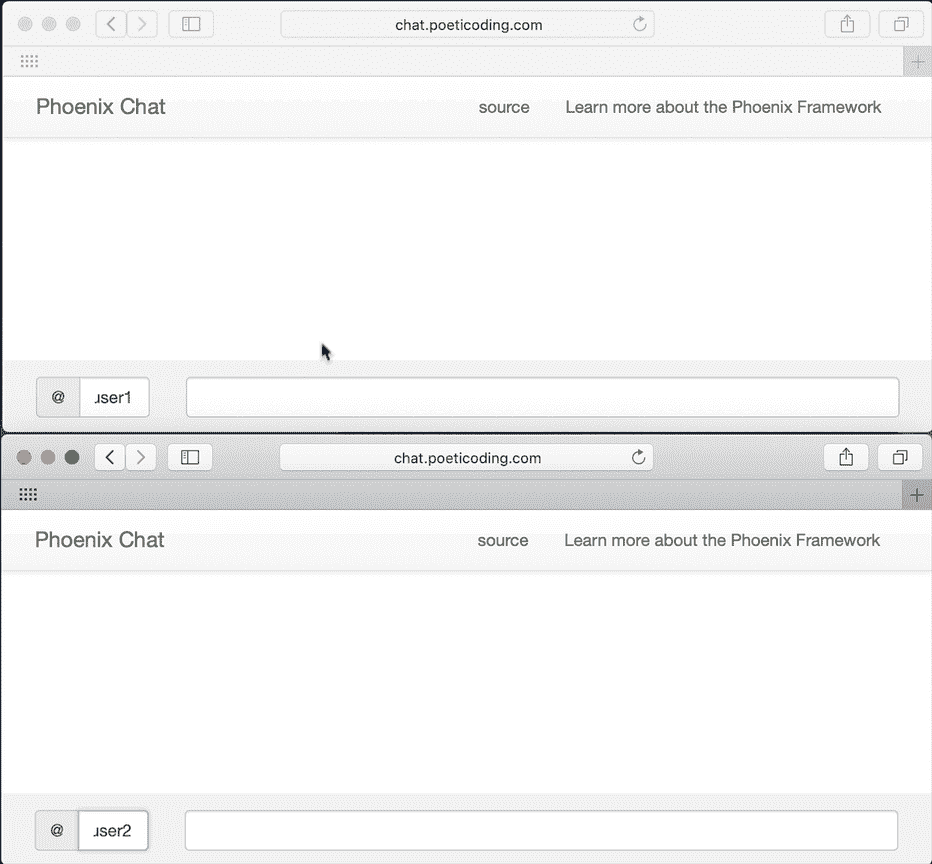 chat.poeticoding.com
Phoenix Chat source Learn more about the Phoenix Framework
@ user1
chat.poeticoding.com
Phoenix Chat source Learn more about the Phoenix Framework
@ user2